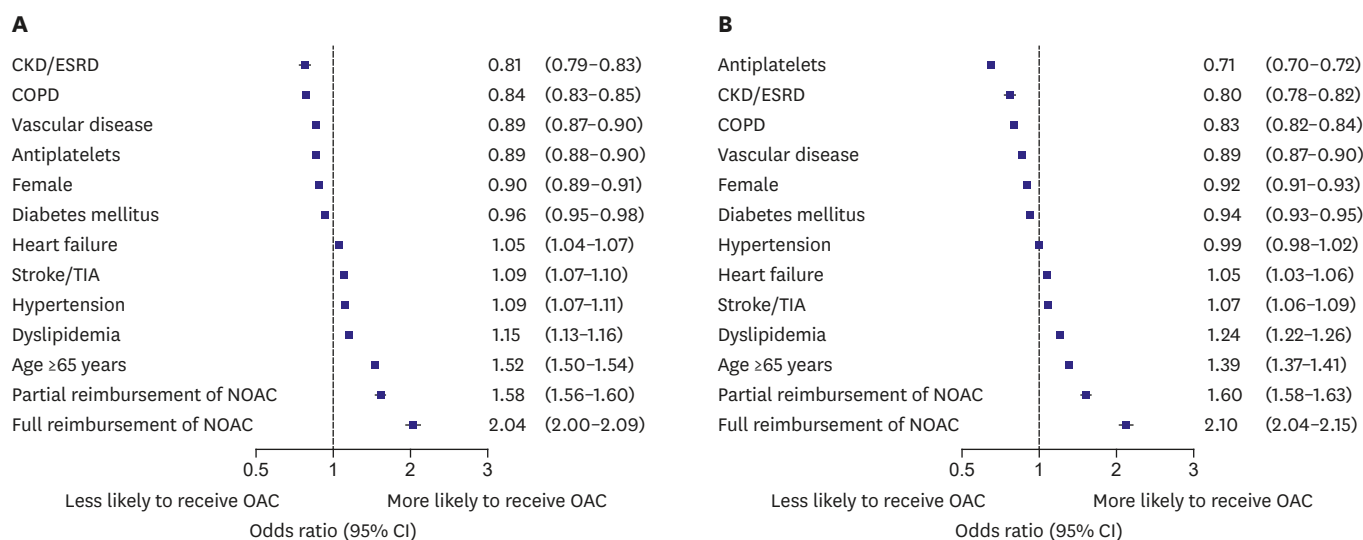 A
CKD/ESRD 0.81 (0.79–0.83)
COPD 0.84 (0.83–0.85)
Vascular disease 0.89 (0.87–0.90)
Antiplatelets 0.89 (0.88–0.90)
Female 0.90 (0.89–0.91)
Diabetes mellitus 0.96 (0.95–0.98)
Heart failure 1.05 (1.04–1.07)
Stroke/TIA 1.09 (1.07–1.10)
Hypertension 1.09 (1.07–1.11)
Dyslipidemia 1.15 (1.13–1.16)
Age ≥65 years 1.52 (1.50–1.54)
Partial reimbursement of NOAC 1.58 (1.56–1.60)
Full reimbursement of NOAC 2.04 (2.00–2.09)
0.5 1 2 3
Less likely to receive OAC More likely to receive OAC
Odds ratio (95% CI)
B
Antiplatelets 0.71 (0.70–0.72)
CKD/ESRD 0.80 (0.78–0.82)
COPD 0.83 (0.82–0.84)
Vascular disease 0.89 (0.87–0.90)
Female 0.92 (0.91–0.93)
Diabetes mellitus 0.94 (0.93–0.95)
Hypertension 0.99 (0.98–1.02)
Heart failure 1.05 (1.03–1.06)
Stroke/TIA 1.07 (1.06–1.09)
Dyslipidemia 1.24 (1.22–1.26)
Age ≥65 years 1.39 (1.37–1.41)
Partial reimbursement of NOAC 1.60 (1.58–1.63)
Full reimbursement of NOAC 2.10 (2.04–2.15)
0.5 1 2 3
Less likely to receive OAC More likely to receive OAC
Odds ratio (95% CI)